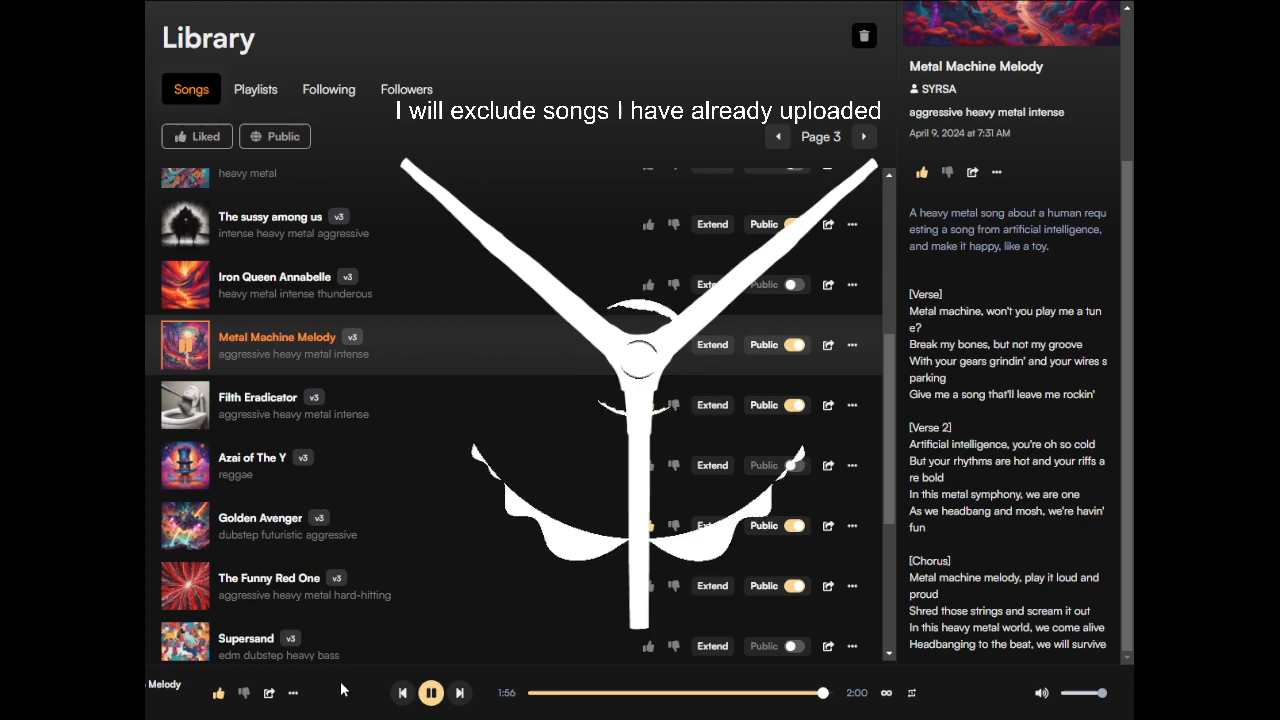 Library
Songs
Playlists
Following
Followers
I will exclude songs I have already uploaded
Liked
Public
Page 3
heavy metal
The sussy among us v3
intense heavy metal aggressive
Extend
Public
Iron Queen Annabelle v3
heavy metal intense thunderous
Public
Metal Machine Melody v3
aggressive heavy metal intense
Extend
Public
Filth Eradicator v3
aggressive heavy metal intense
Extend
Public
Azai of The Y v3
reggae
Extend
Public
Golden Avenger v3
dubstep futuristic aggressive
Public
The Funny Red One v3
aggressive heavy metal hard-hitting
Extend
Public
Supersand v3
edm dubstep heavy bass
Extend
Public
Metal Machine Melody
SYRSA
aggressive heavy metal intense
April 9, 2024 at 7:31 AM
A heavy metal song about a human requ
esting a song from artificial intelligence,
and make it happy, like a toy.
[Verse]
Metal machine, won't you play me a tun
e?
Break my bones, but not my groove
With your gears grindin' and your wires s
parking
Give me a song that'll leave me rockin'
[Verse 2]
Artificial intelligence, you're oh so cold
But your rhythms are hot and your riffs a
re bold
In this metal symphony, we are one
As we headbang and mosh, we're havin'
fun
[Chorus]
Metal machine melody, play it loud and
proud
Shred those strings and scream it out
In this heavy metal world, we come alive
Headbanging to the beat, we will survive
Melody
1:56
2:00